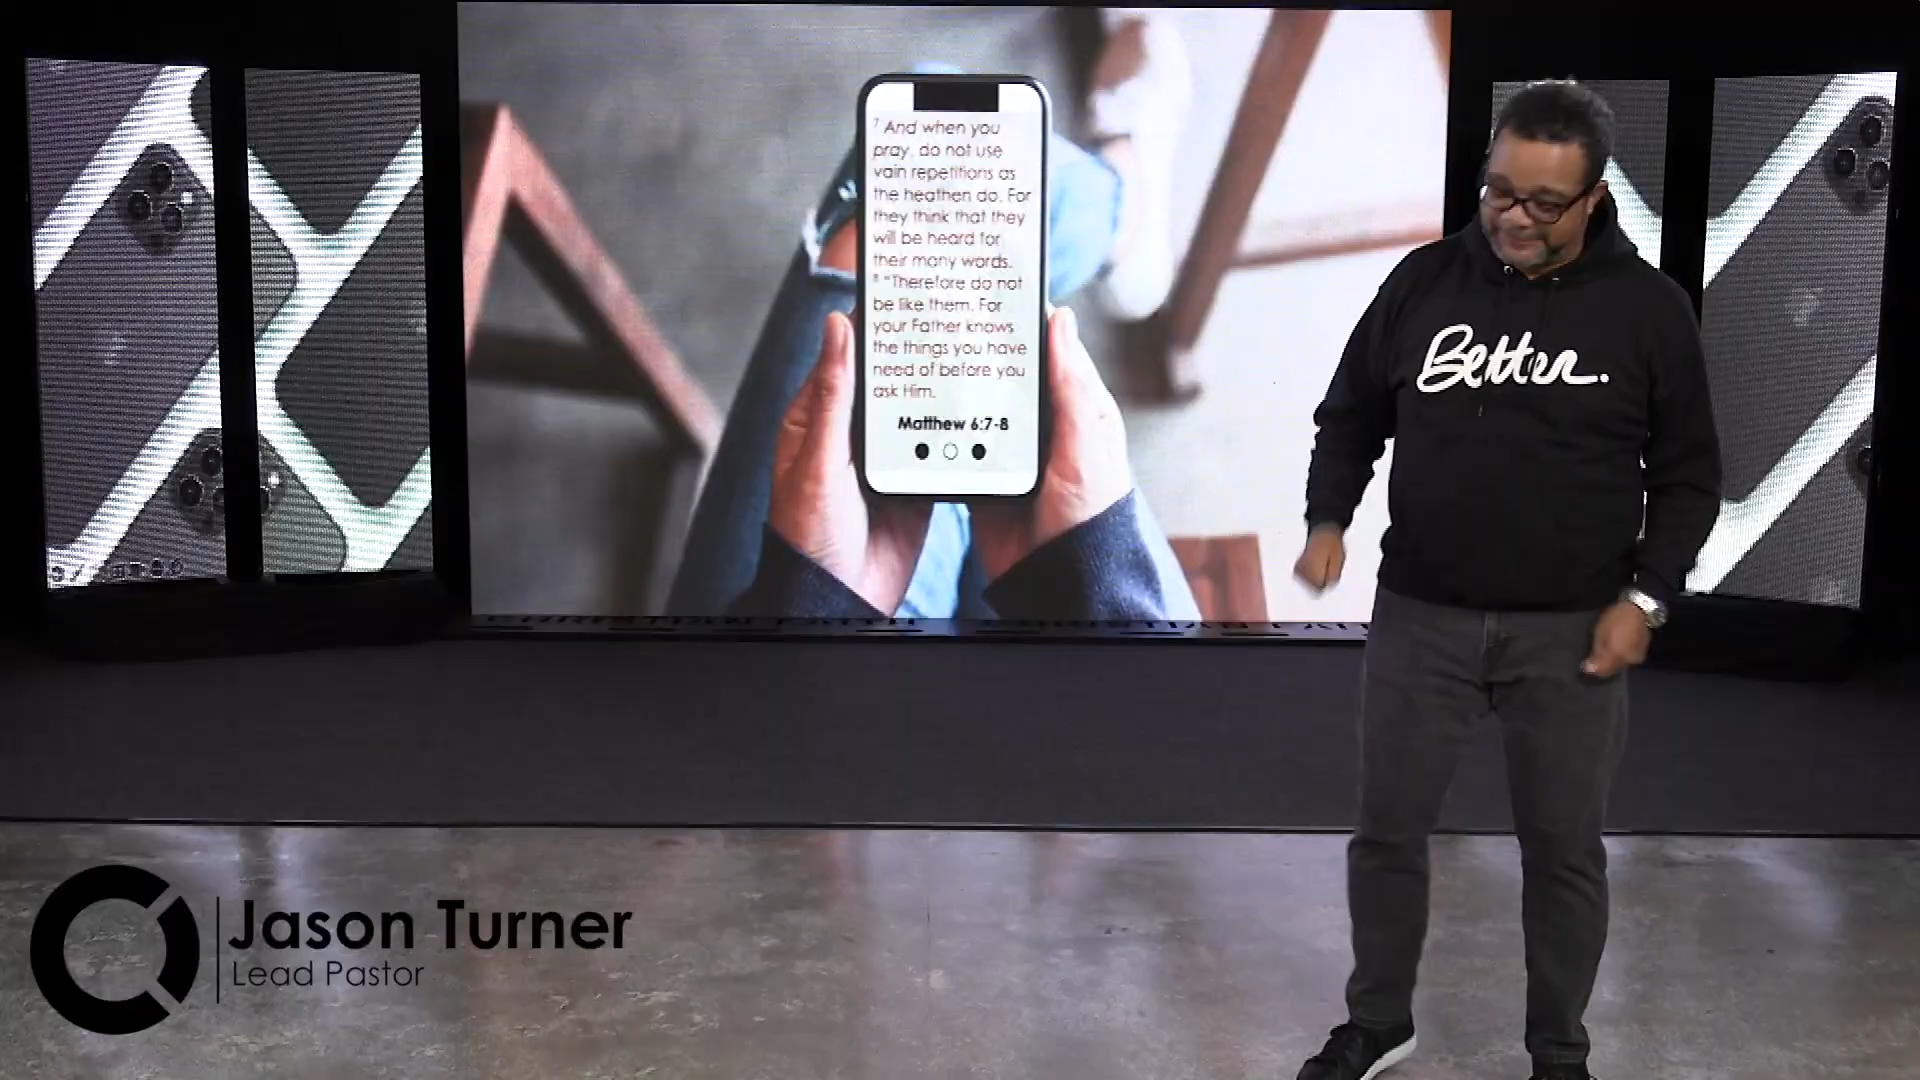 ⁷ And when you
pray, do not use
vain repetitions as
the heathen do. For
they think that they
will be heard for
their many words.
⁸ "Therefore do not
be like them. For
your Father knows
the things you have
need of before you
ask Him.
Matthew 6:7-8
Better.
CHRISTIAN FAITH
Jason Turner
Lead Pastor